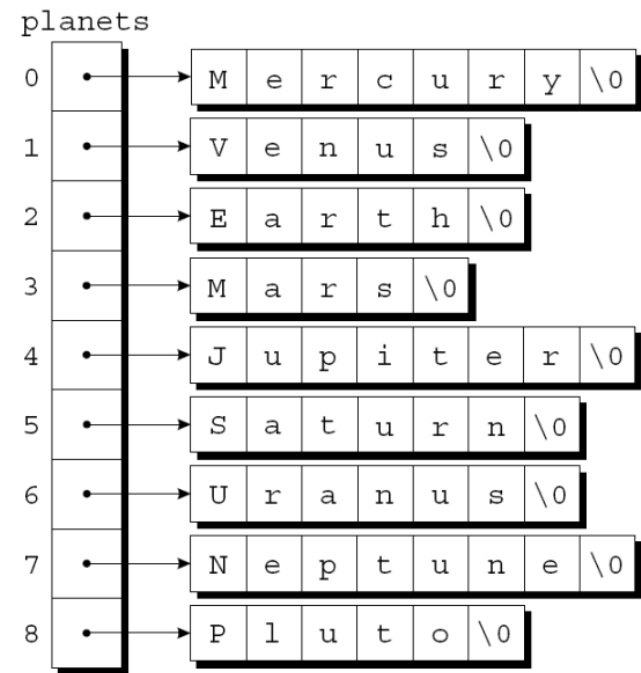 planets
0 M e r c u r y \0
1 V e n u s \0
2 E a r t h \0
3 M a r s \0
4 J u p i t e r \0
5 S a t u r n \0
6 U r a n u s \0
7 N e p t u n e \0
8 P l u t o \0